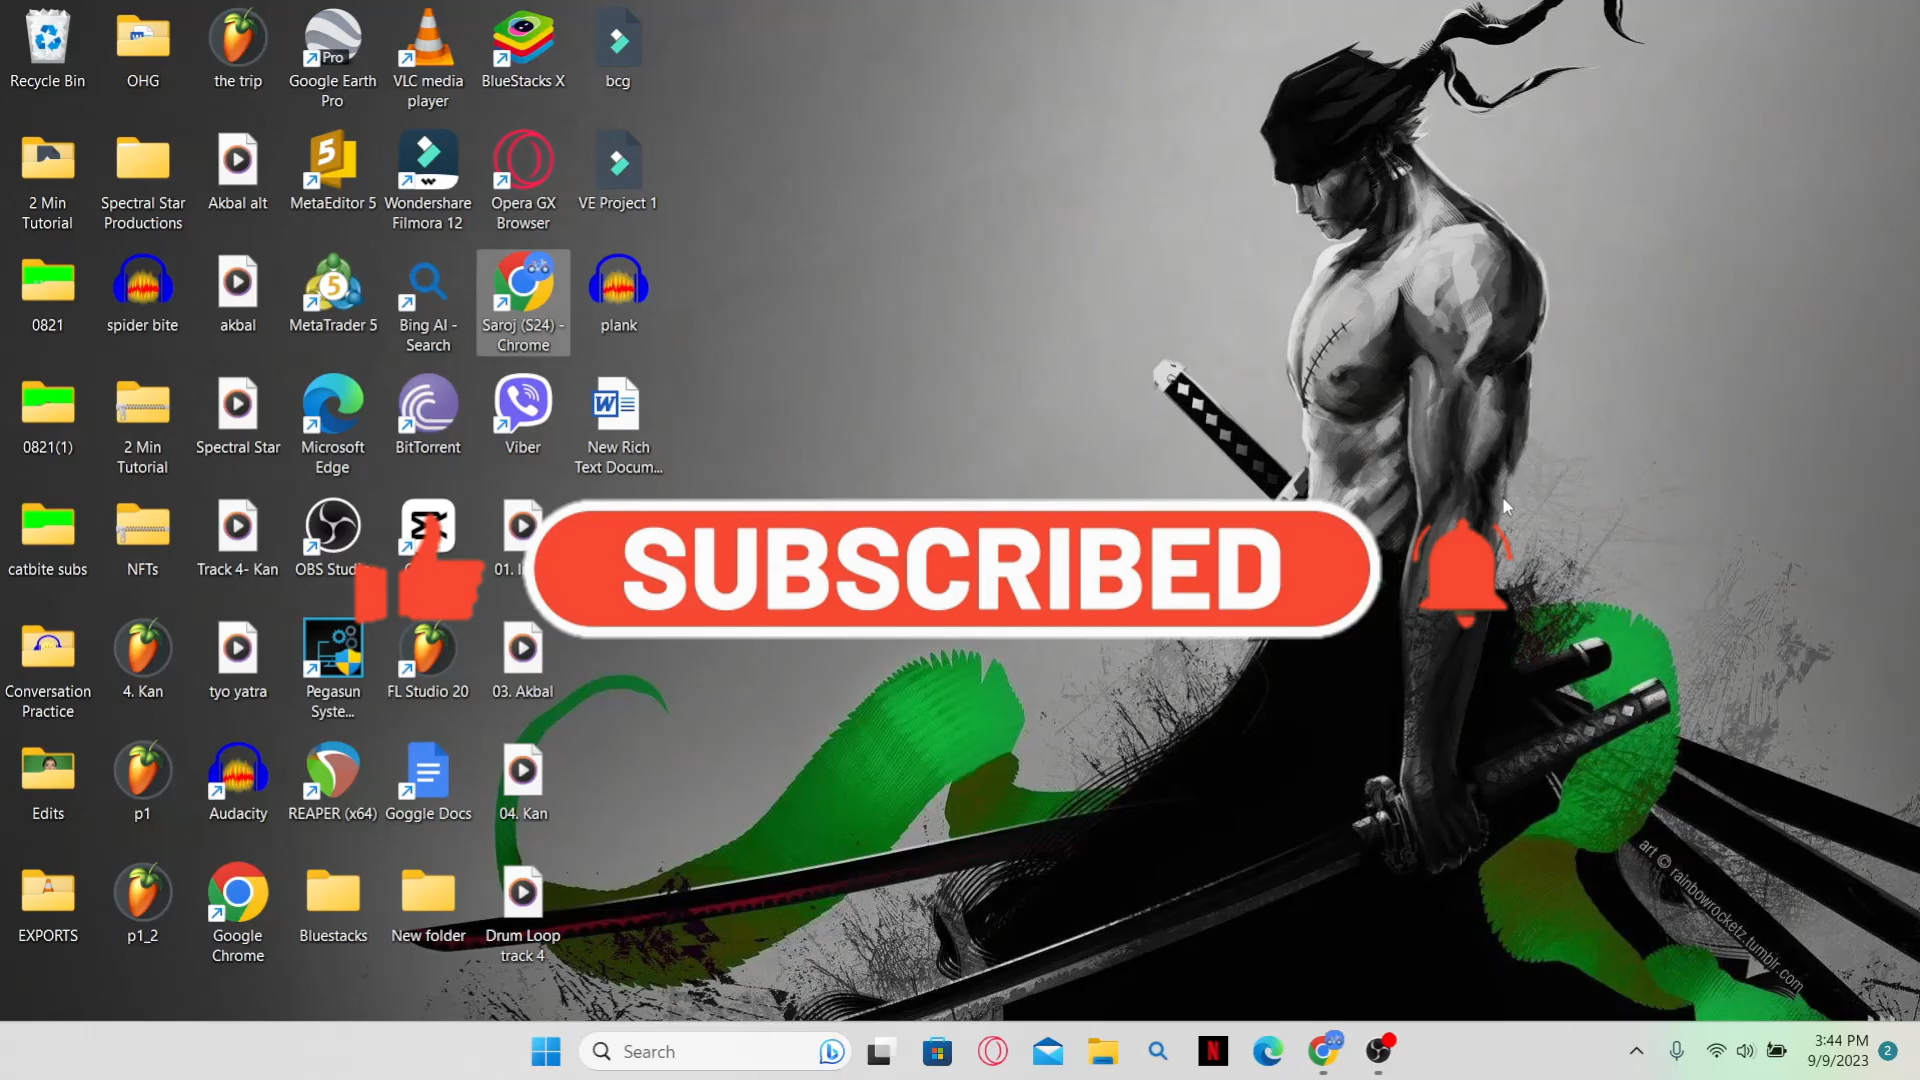 Recycle Bin
OHG
the trip
Pro
Google Earth
Pro
VLC media
player
BlueStacks X
bcg
2 Min
Tutorial
Spectral Star
Productions
Akbal alt
5
MetaEditor 5
Wondershare
Filmora 12
Opera GX
Browser
VE Project 1
0821
spider bite
akbal
5
MetaTrader 5
Bing AI -
Search
Saroj (S24) -
Chrome
plank
0821(1)
2 Min
Tutorial
Spectral Star
Microsoft
Edge
BitTorrent
Viber
W
New Rich
Text Docum...
catbite subs
NFTs
Track 4- Kan
OBS Studi
01. I
SUBSCRIBED
Conversation
Practice
4. Kan
tyo yatra
Pegasun
Syste...
FL Studio 20
03. Akbal
Edits
p1
Audacity
REAPER (x64)
Goggle Docs
04. Kan
EXPORTS
p1_2
Google
Chrome
Bluestacks
New folder
Drum Loop
track 4
art © rainbowrocketz.tumblr.com
Search
N
3:44 PM
9/9/2023
2